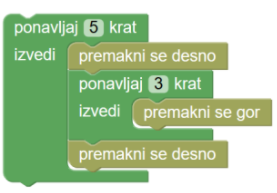 ponavljaj 5 krat
izvedi premakni se desno
ponavljaj 3 krat
izvedi premakni se gor
premakni se desno